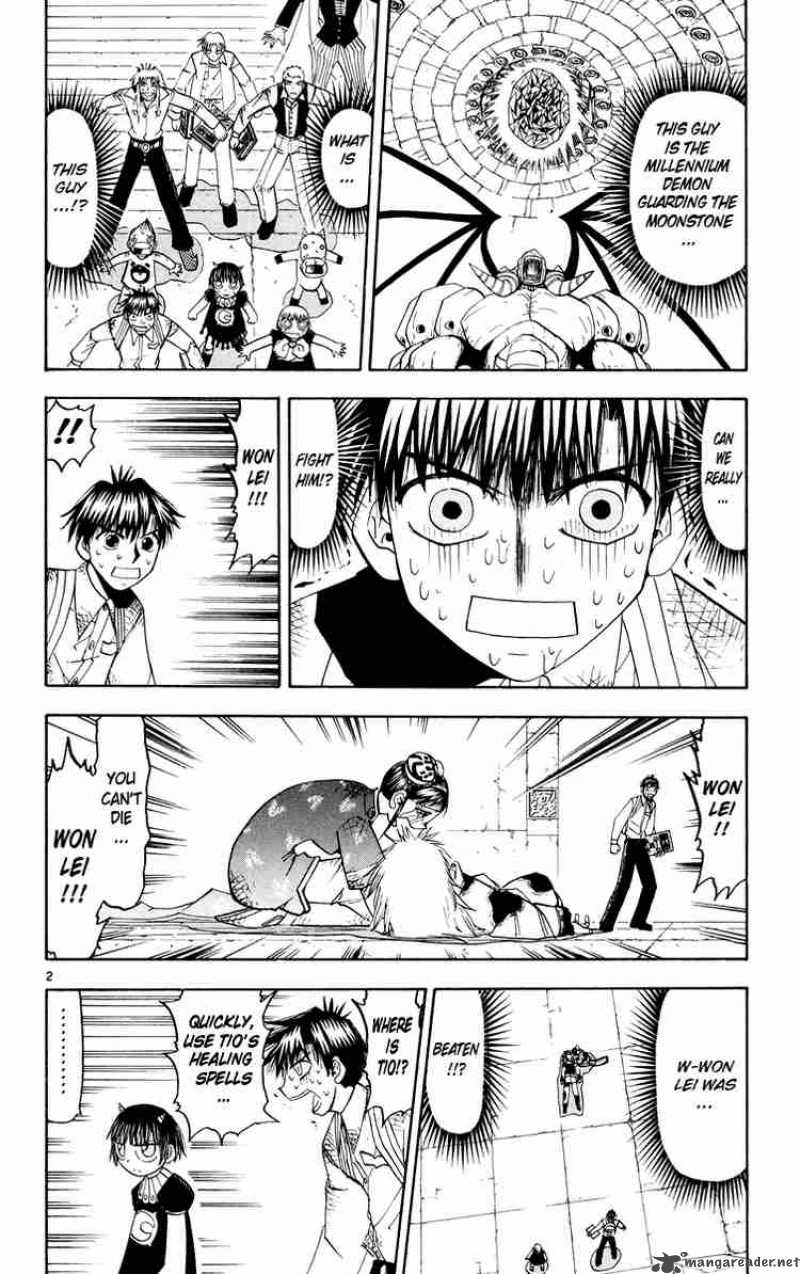 THIS GUY
IS THE
MILLENNIUM
DEMON
GUARDING THE
MOONSTONE
...
WHAT
IS
...
THIS
GUY
...!?
CAN
WE
REALLY
...
FIGHT
HIM!?
WON
LEI
!!!
!!
WON
LEI
!!
YOU
CAN'T
DIE
...
WON
LEI
!!!
2
W-WON
LEI WAS
...
BEATEN
!!?
WHERE
IS
TIO!?
QUICKLY,
USE TIO'S
HEALING
SPELLS
...
..........
G
G
mangareader.net